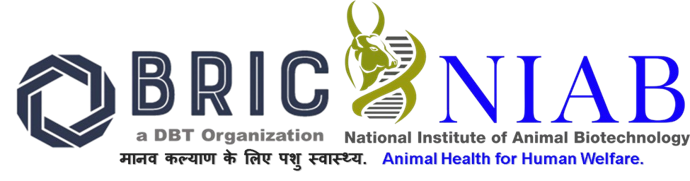 BRIC NIAB
a DBT Organization National Institute of Animal Biotechnology
मानव कल्याण के लिए पशु स्वास्थ्य. Animal Health for Human Welfare.